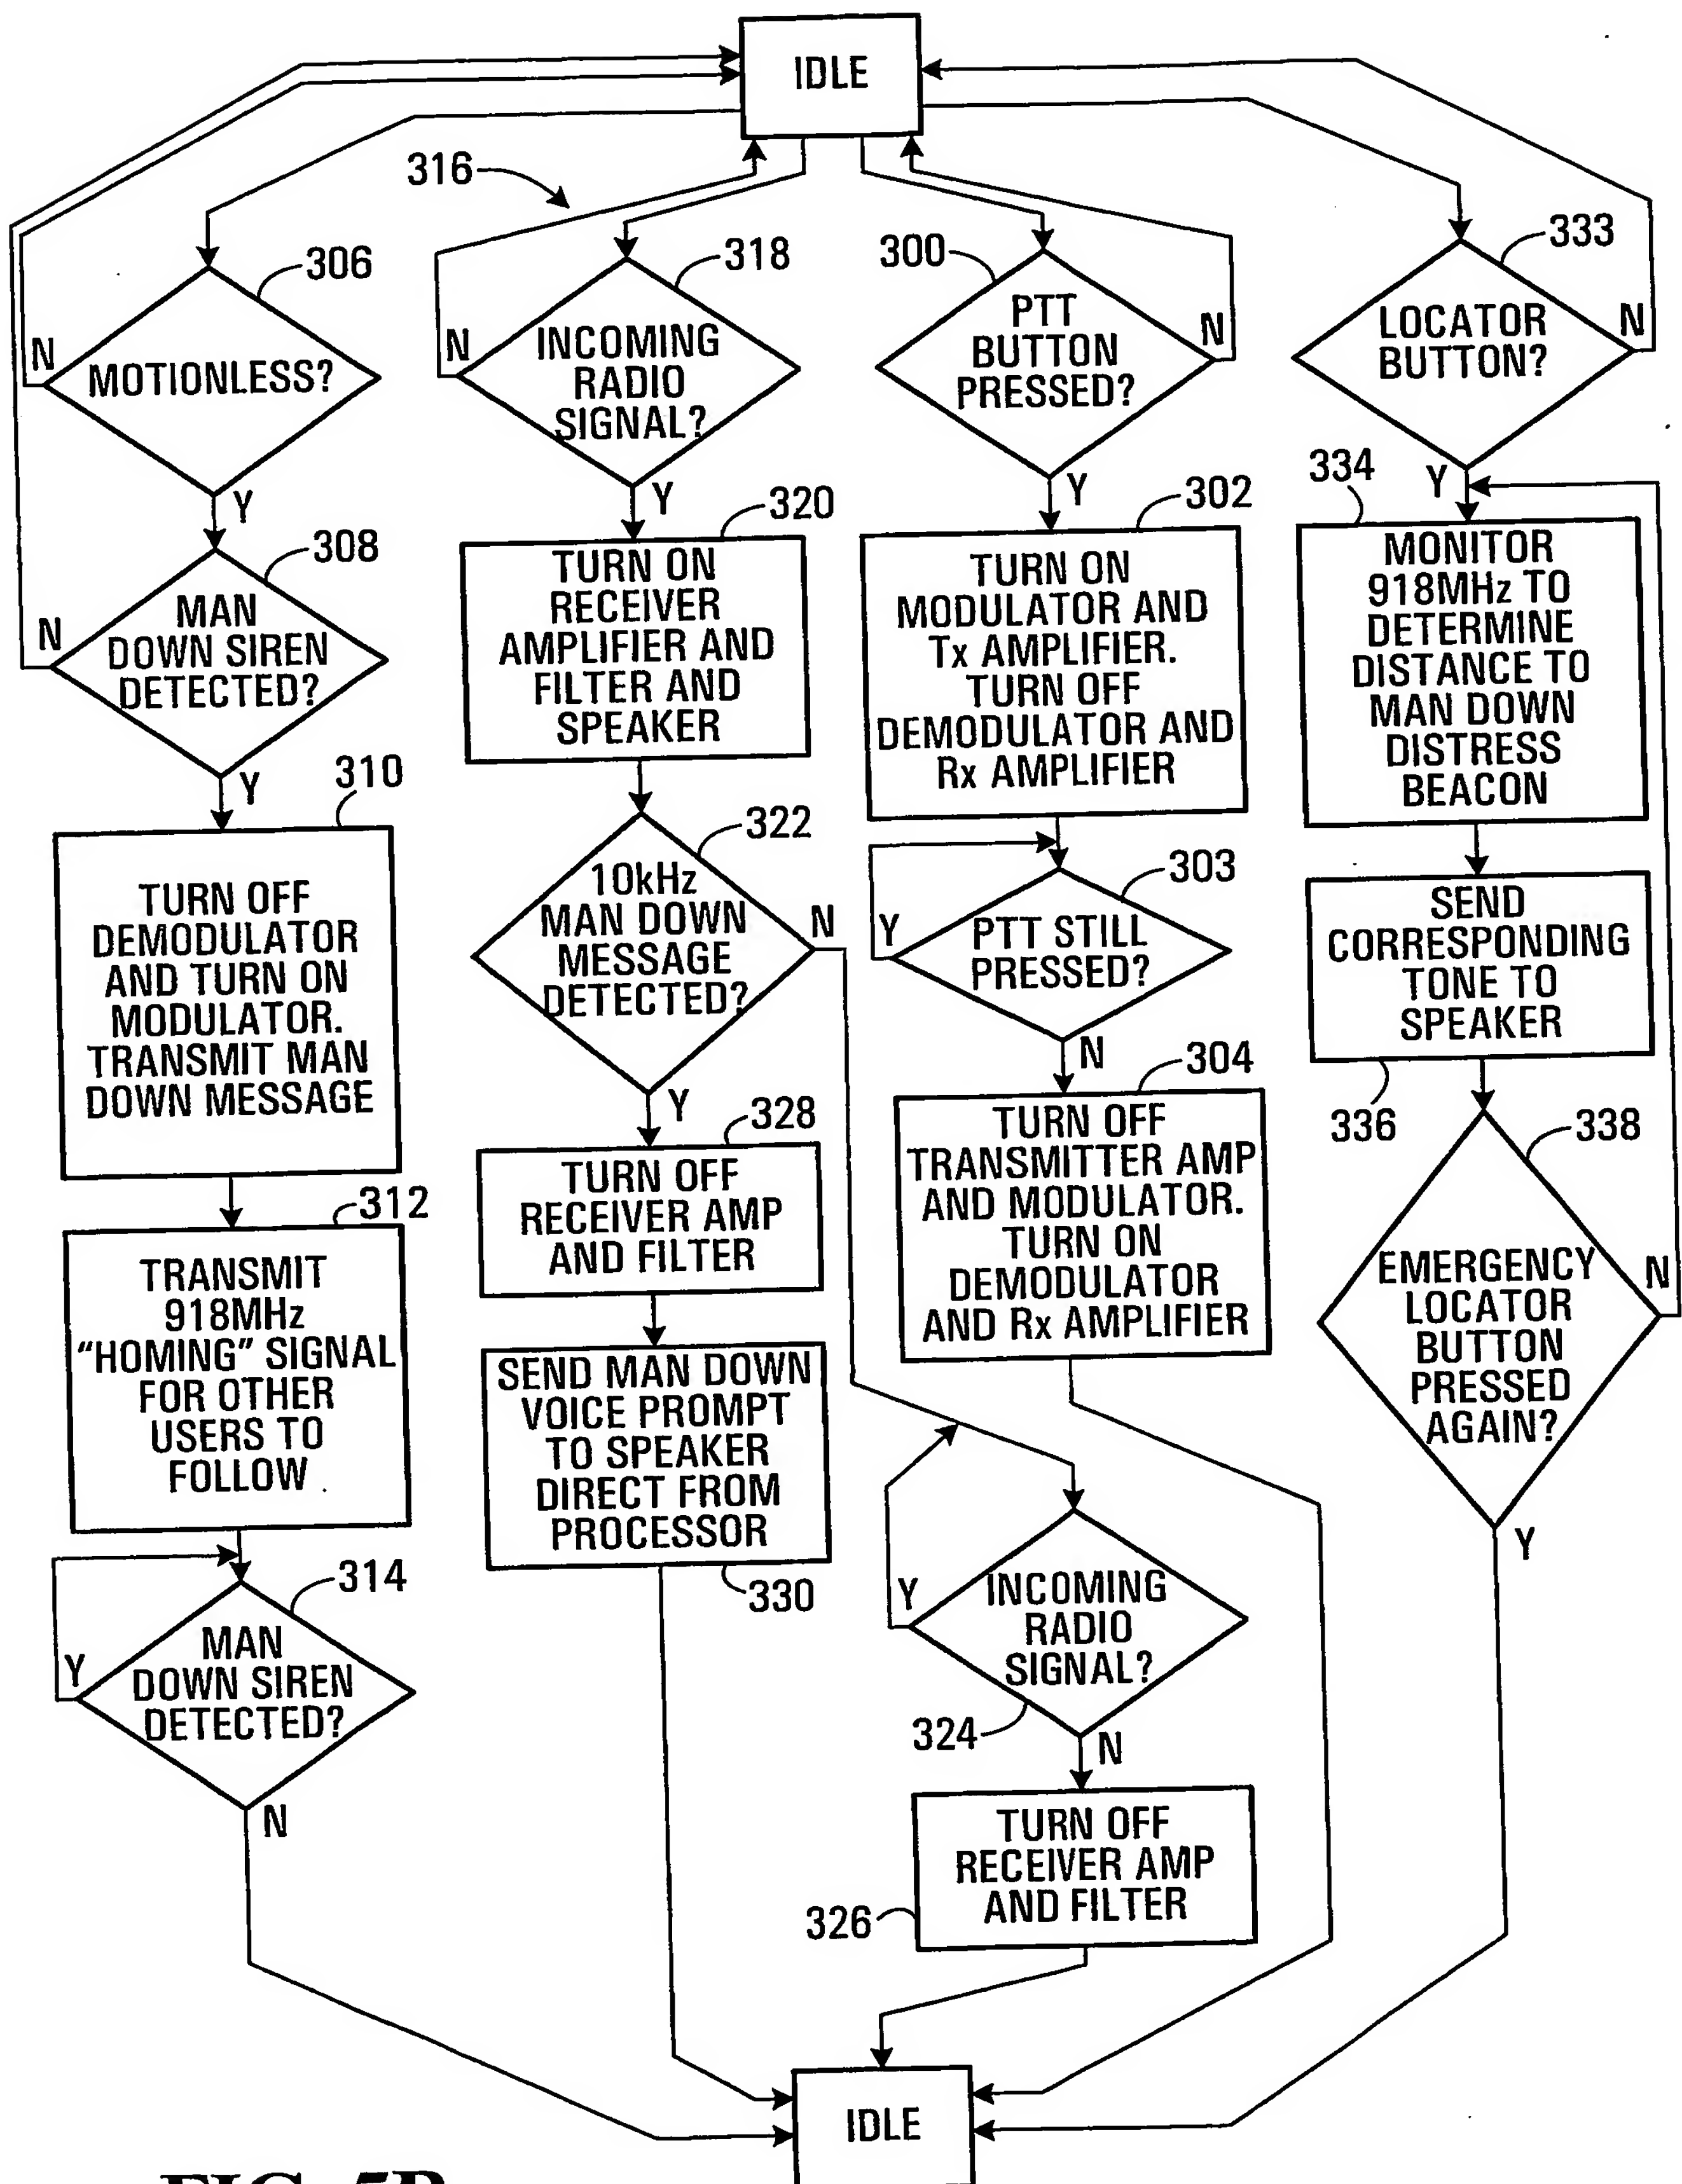 IDLE
316
306
N
MOTIONLESS?
Y
308
N
MAN
DOWN SIREN
DETECTED?
Y
310
TURN OFF
DEMODULATOR
AND TURN ON
MODULATOR.
TRANSMIT MAN
DOWN MESSAGE
312
TRANSMIT
918MHz
“HOMING” SIGNAL
FOR OTHER
USERS TO
FOLLOW
314
Y
MAN
DOWN SIREN
DETECTED?
N
318
N
INCOMING
RADIO
SIGNAL?
Y
320
TURN ON
RECEIVER
AMPLIFIER AND
FILTER AND
SPEAKER
322
10kHz
MAN DOWN
MESSAGE
DETECTED?
N
Y
328
TURN OFF
RECEIVER AMP
AND FILTER
SEND MAN DOWN
VOICE PROMPT
TO SPEAKER
DIRECT FROM
PROCESSOR
330
300
PTT
BUTTON
PRESSED?
N
Y
302
TURN ON
MODULATOR AND
Tx AMPLIFIER.
TURN OFF
DEMODULATOR AND
Rx AMPLIFIER
303
Y
PTT STILL
PRESSED?
N
304
TURN OFF
TRANSMITTER AMP
AND MODULATOR.
TURN ON
DEMODULATOR
AND Rx AMPLIFIER
Y
INCOMING
RADIO
SIGNAL?
324
N
TURN OFF
RECEIVER AMP
AND FILTER
326
333
LOCATOR
BUTTON?
N
334
Y
MONITOR
918MHz TO
DETERMINE
DISTANCE TO
MAN DOWN
DISTRESS
BEACON
SEND
CORRESPONDING
TONE TO
SPEAKER
336
338
EMERGENCY
LOCATOR
BUTTON
PRESSED
AGAIN?
N
Y
IDLE
FIG. 5B